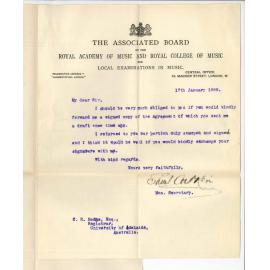 THE ASSOCIATED BOARD
OF THE
ROYAL ACADEMY OF MUSIC AND ROYAL COLLEGE OF MUSIC
FOR
LOCAL EXAMINATIONS IN MUSIC.
CENTRAL OFFICE,
17th January
My dear Sir,
I should be very much obliged to you if you would kindly
forward me a signed copy of the Agreement of which you sent me
a draft some time ago.
I returned to you our portion duly stamped and signed
and I think it would be well if you would kindly exchange your
signature with me.
With kind regards,
Yours very faithfully,
Hon. Secretary.
Esq.,
Registrar,
University of Adelaide,
Australia.